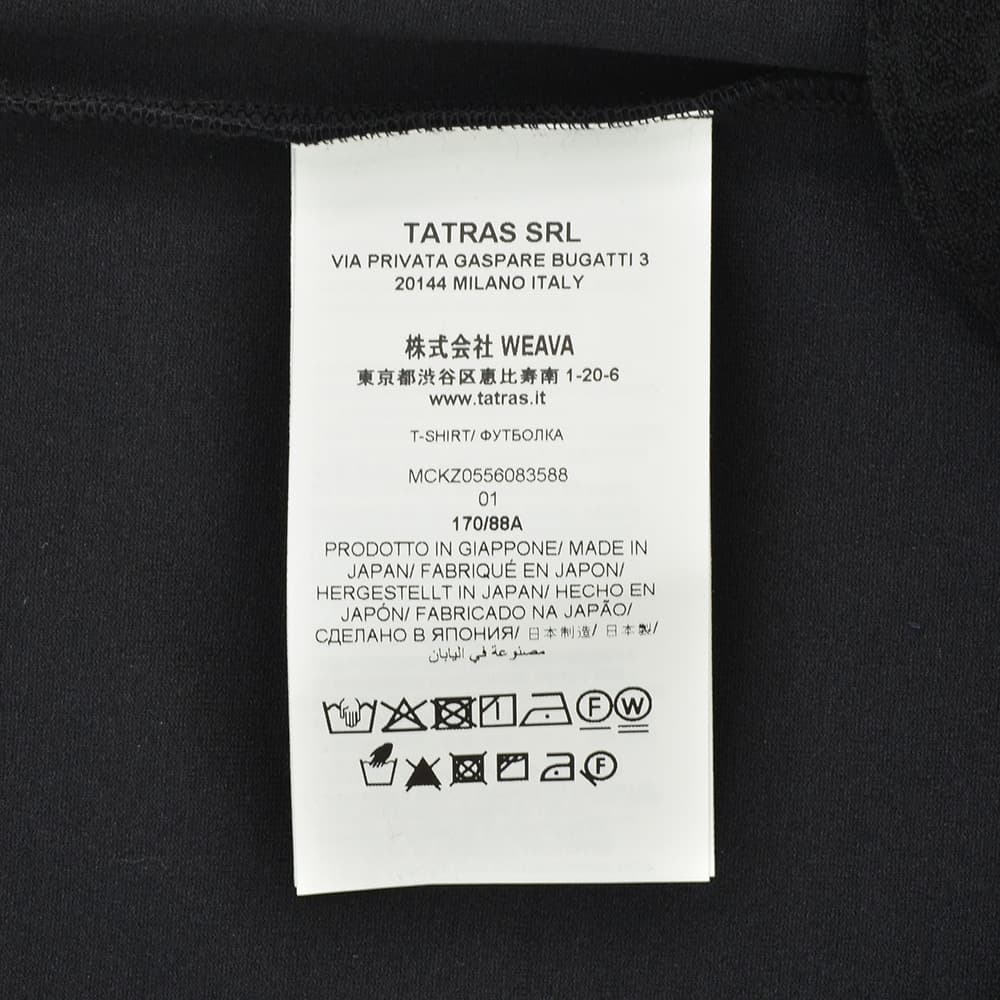 TATRAS SRL
VIA PRIVATA GASPARE BUGATTI 3
20144 MILANO ITALY
株式会社 WEAVA
東京都渋谷区恵比寿南 1-20-6
www.tatras.it
T-SHIRT/ ФУТБОЛКА
MCKZ0556083588
01
170/88A
PRODOTTO IN GIAPPONE/ MADE IN
JAPAN/ FABRIQUÉ EN JAPON/
HERGESTELLT IN JAPAN/ HECHO EN
JAPÓN/ FABRICADO NA JAPÃO/
СДЕЛАНО В ЯПОНИЯ/ 日本制造/ 日本製/
مصنوعة في اليابان
F W
F